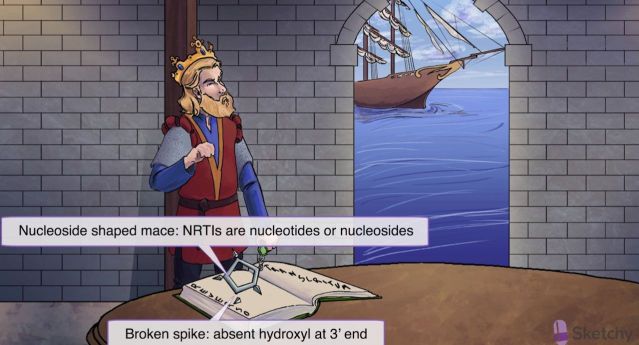 Nucleoside shaped mace: NRTIs are nucleotides or nucleosides
Broken spike: absent hydroxyl at 3’ end
Sketchy